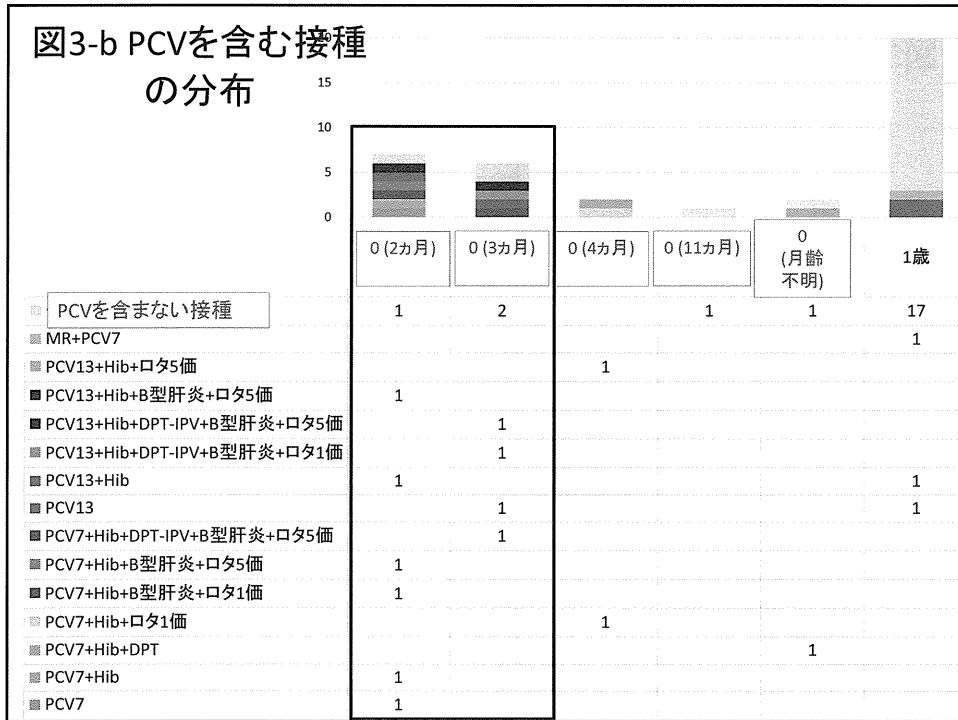 図3-b PCVを含む接種
の分布
20
15
10
5
0
0 (2カ月) 0 (3カ月) 0 (4カ月) 0 (11カ月) 0 (月齢不明) 1歳
PCVを含まない接種 1 2 1 1 17
MR+PCV7 1
PCV13+Hib+ロタ5価 1
PCV13+Hib+B型肝炎+ロタ5価 1
PCV13+Hib+DPT-IPV+B型肝炎+ロタ5価 1
PCV13+Hib+DPT-IPV+B型肝炎+ロタ1価 1
PCV13+Hib 1 1
PCV13 1 1
PCV7+Hib+DPT-IPV+B型肝炎+ロタ5価 1
PCV7+Hib+B型肝炎+ロタ5価 1
PCV7+Hib+B型肝炎+ロタ1価 1
PCV7+Hib+ロタ1価 1
PCV7+Hib+DPT 1
PCV7+Hib 1
PCV7 1